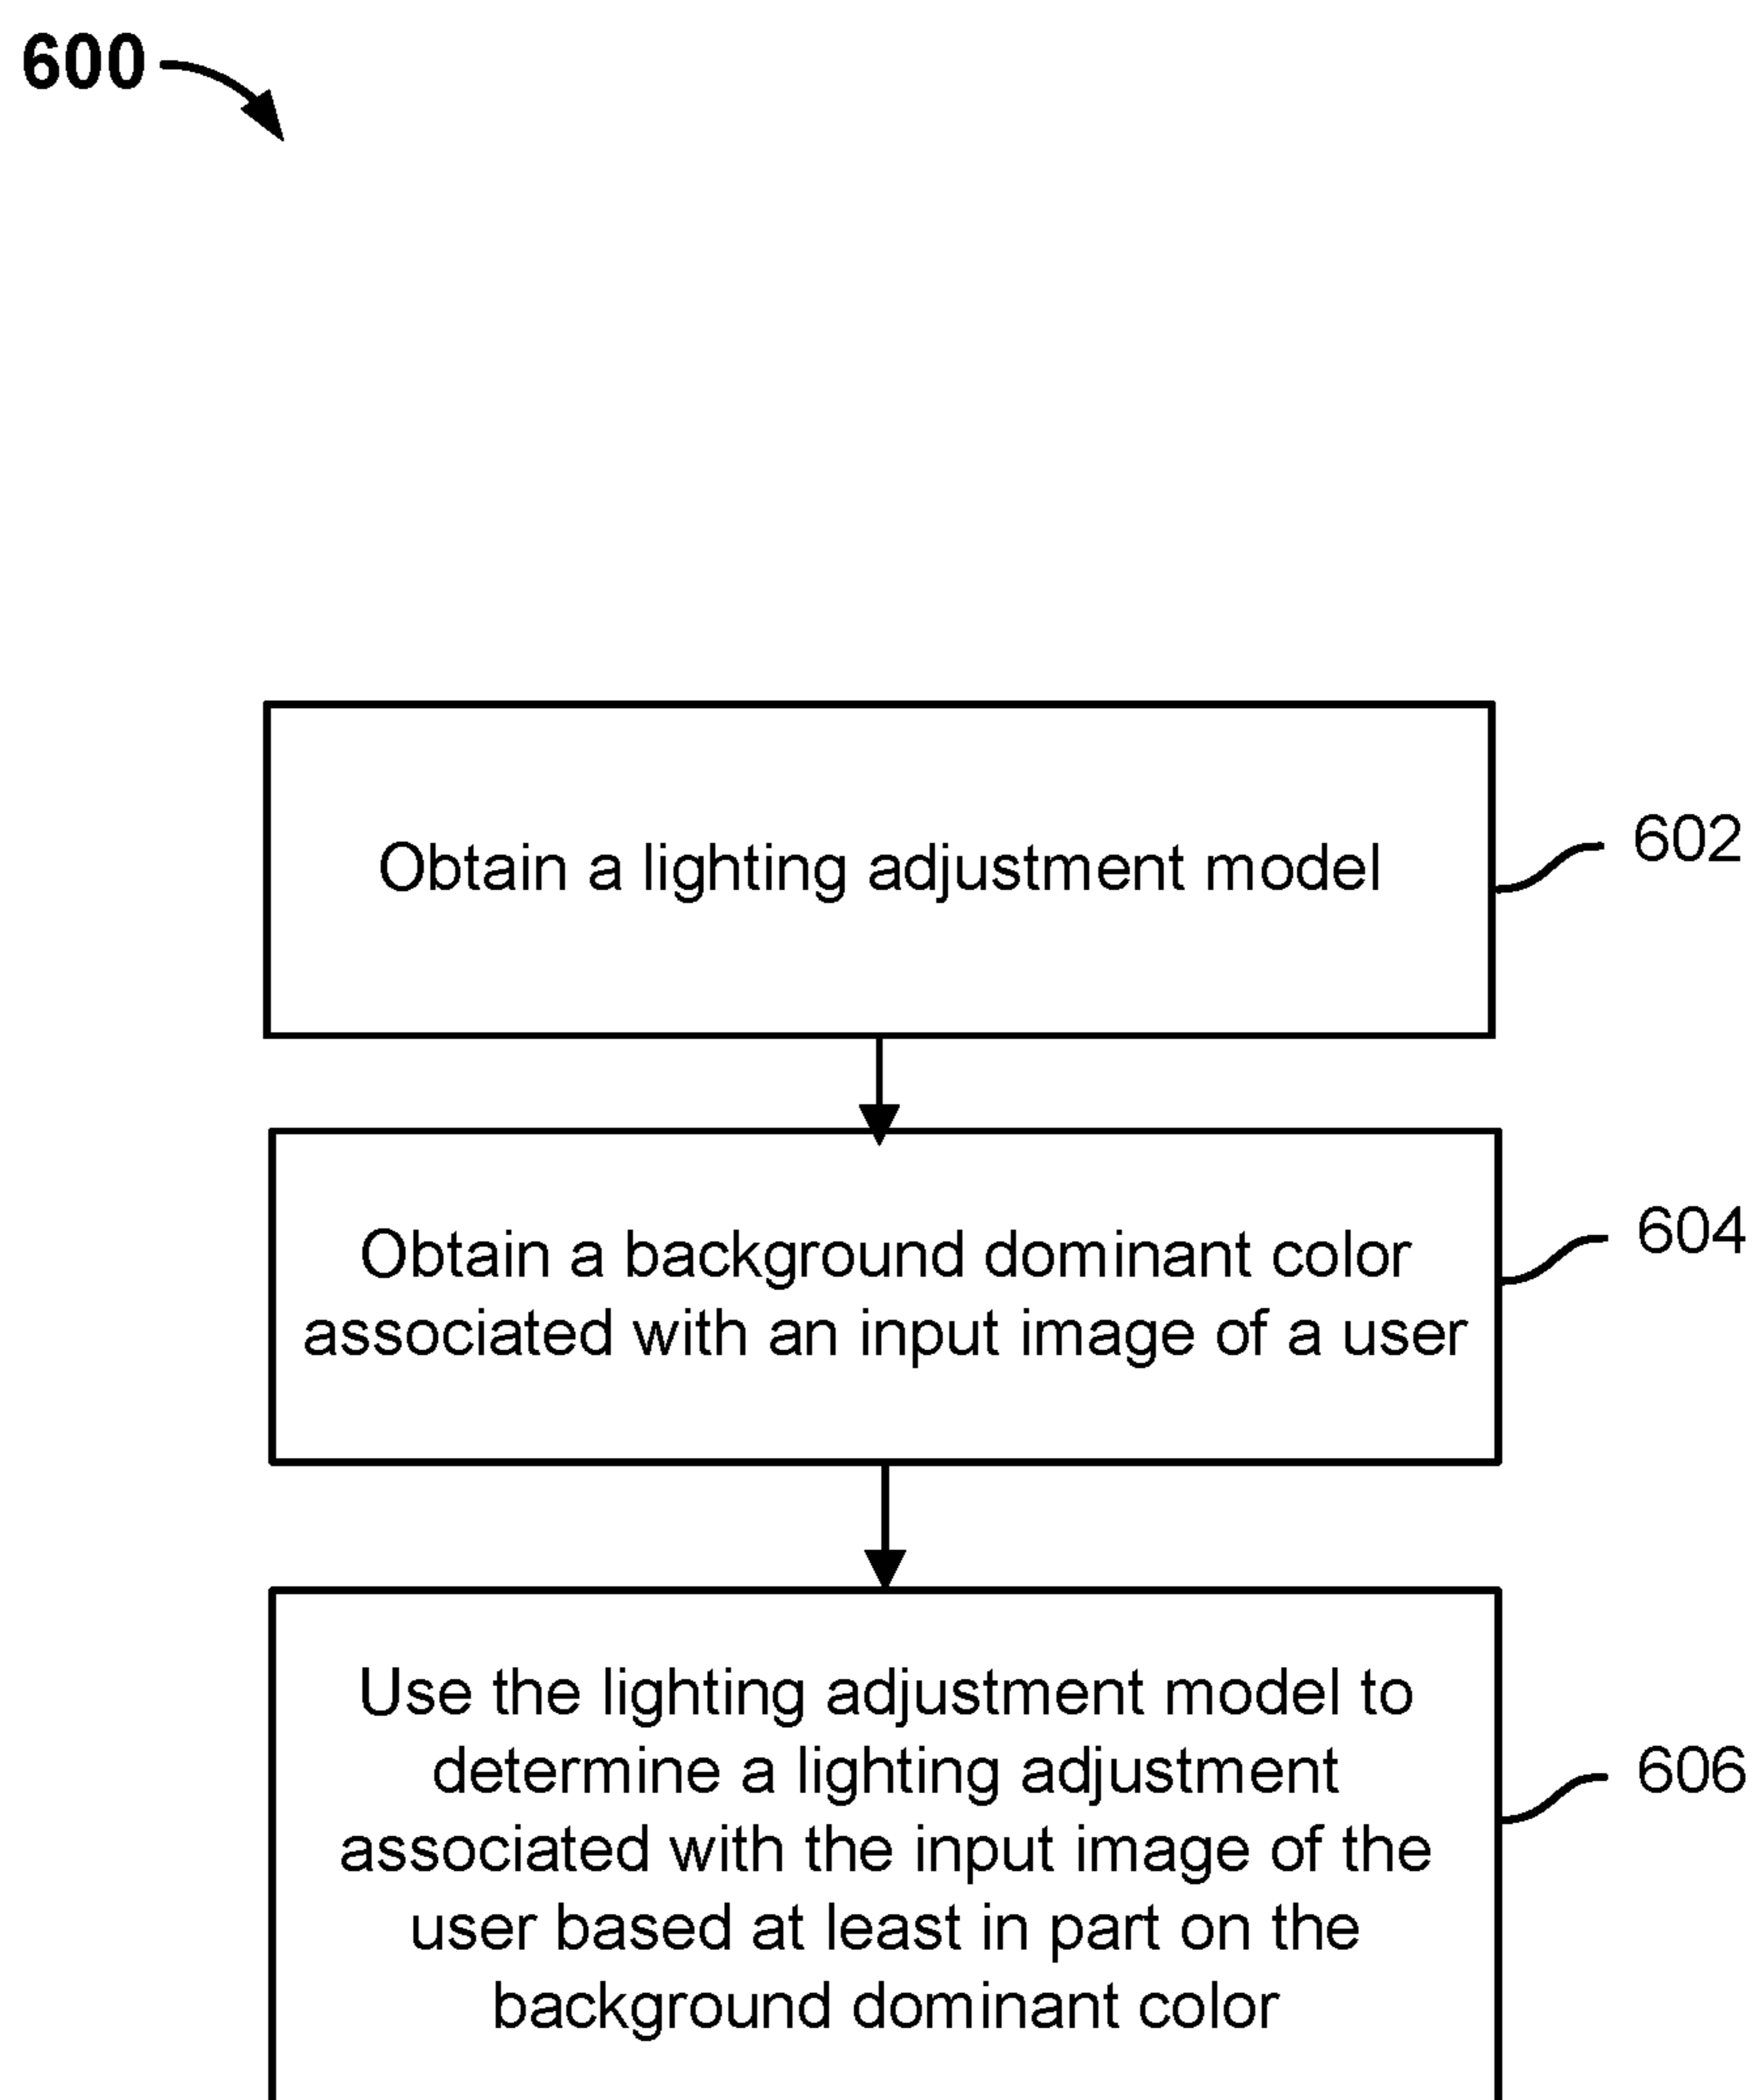 600
Obtain a lighting adjustment model
602
Obtain a background dominant color
associated with an input image of a user
604
Use the lighting adjustment model to
determine a lighting adjustment
associated with the input image of the
user based at least in part on the
background dominant color
606